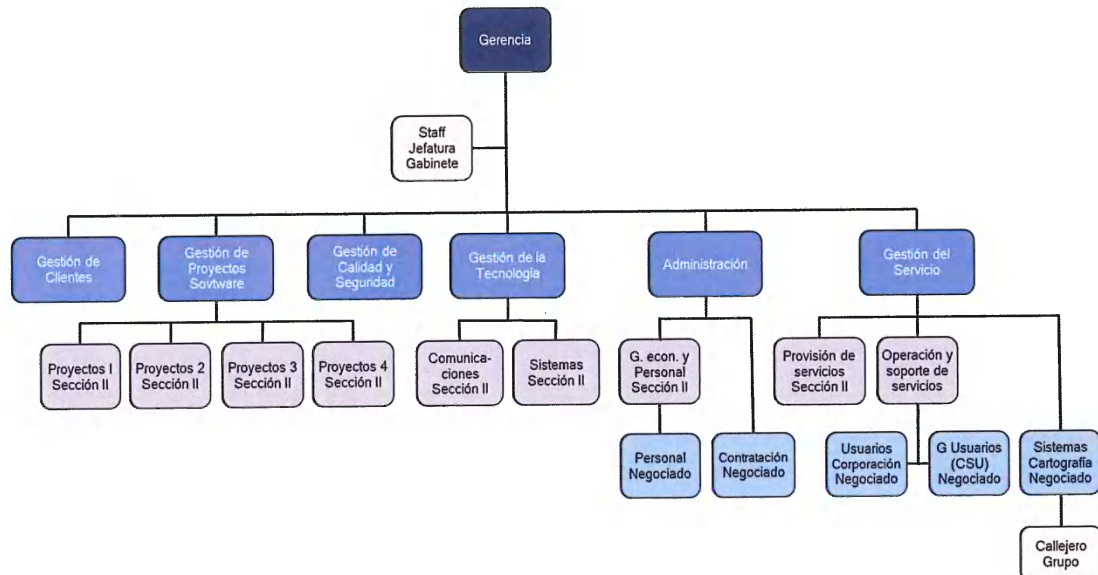 Gerencia
Staff
Jefatura
Gabinete
Gestión de
Clientes
Gestión de
Proyectos
Sovtware
Gestión de
Calidad y
Seguridad
Gestión de la
Tecnología
Administración
Gestión del
Servicio
Proyectos I
Sección II
Proyectos 2
Sección II
Proyectos 3
Sección II
Proyectos 4
Sección II
Comunica-
ciones
Sección II
Sistemas
Sección II
G. econ. y
Personal
Sección II
Provisión de
servicios
Sección II
Operación y
soporte de
servicios
Personal
Negociado
Contratación
Negociado
Usuarios
Corporación
Negociado
G Usuarios
(CSU)
Negociado
Sistemas
Cartografía
Negociado
Callejero
Grupo